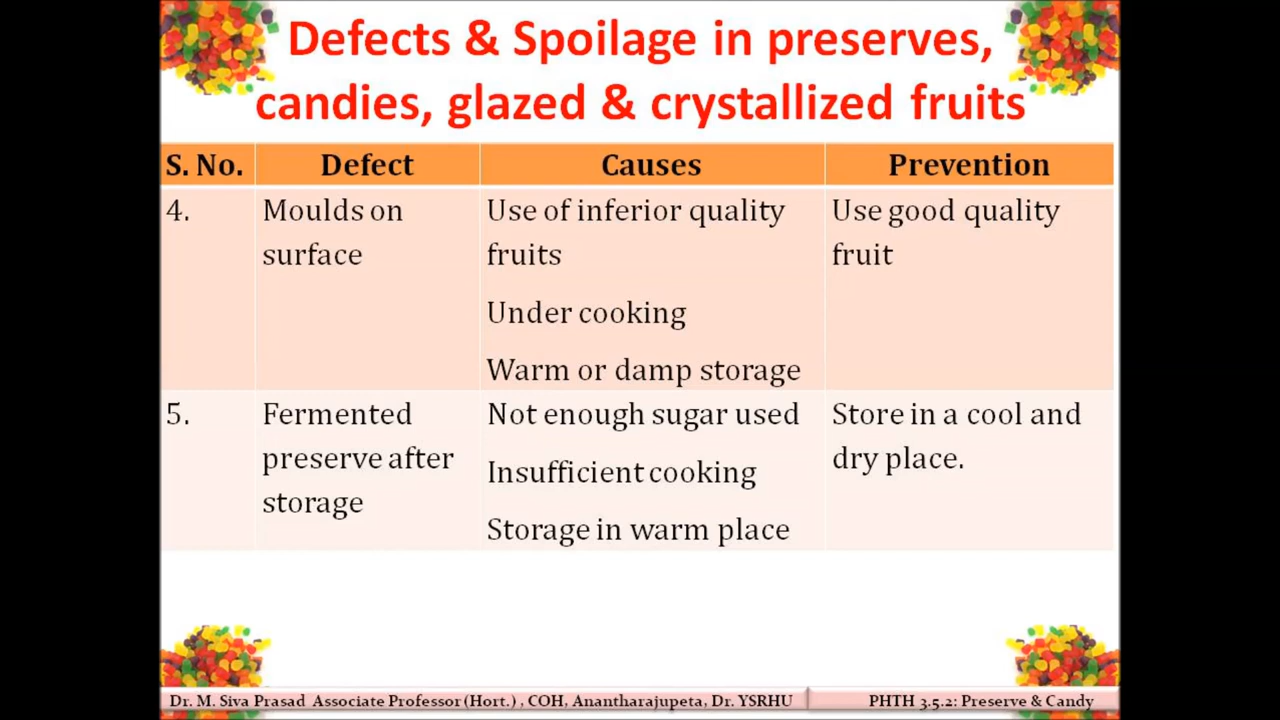 Defects & Spoilage in preserves,
candies, glazed & crystallized fruits
S. No.
Defect
Causes
Prevention
4.
Moulds on
surface
Use of inferior quality
fruits
Under cooking
Warm or damp storage
Use good quality
fruit
5.
Fermented
preserve after
storage
Not enough sugar used
Insufficient cooking
Storage in warm place
Store in a cool and
dry place.
Dr. M. Siva Prasad Associate Professor (Hort.) , COH, Anantharajupeta, Dr. YSRHU
PHTH 3.5.2: Preserve & Candy